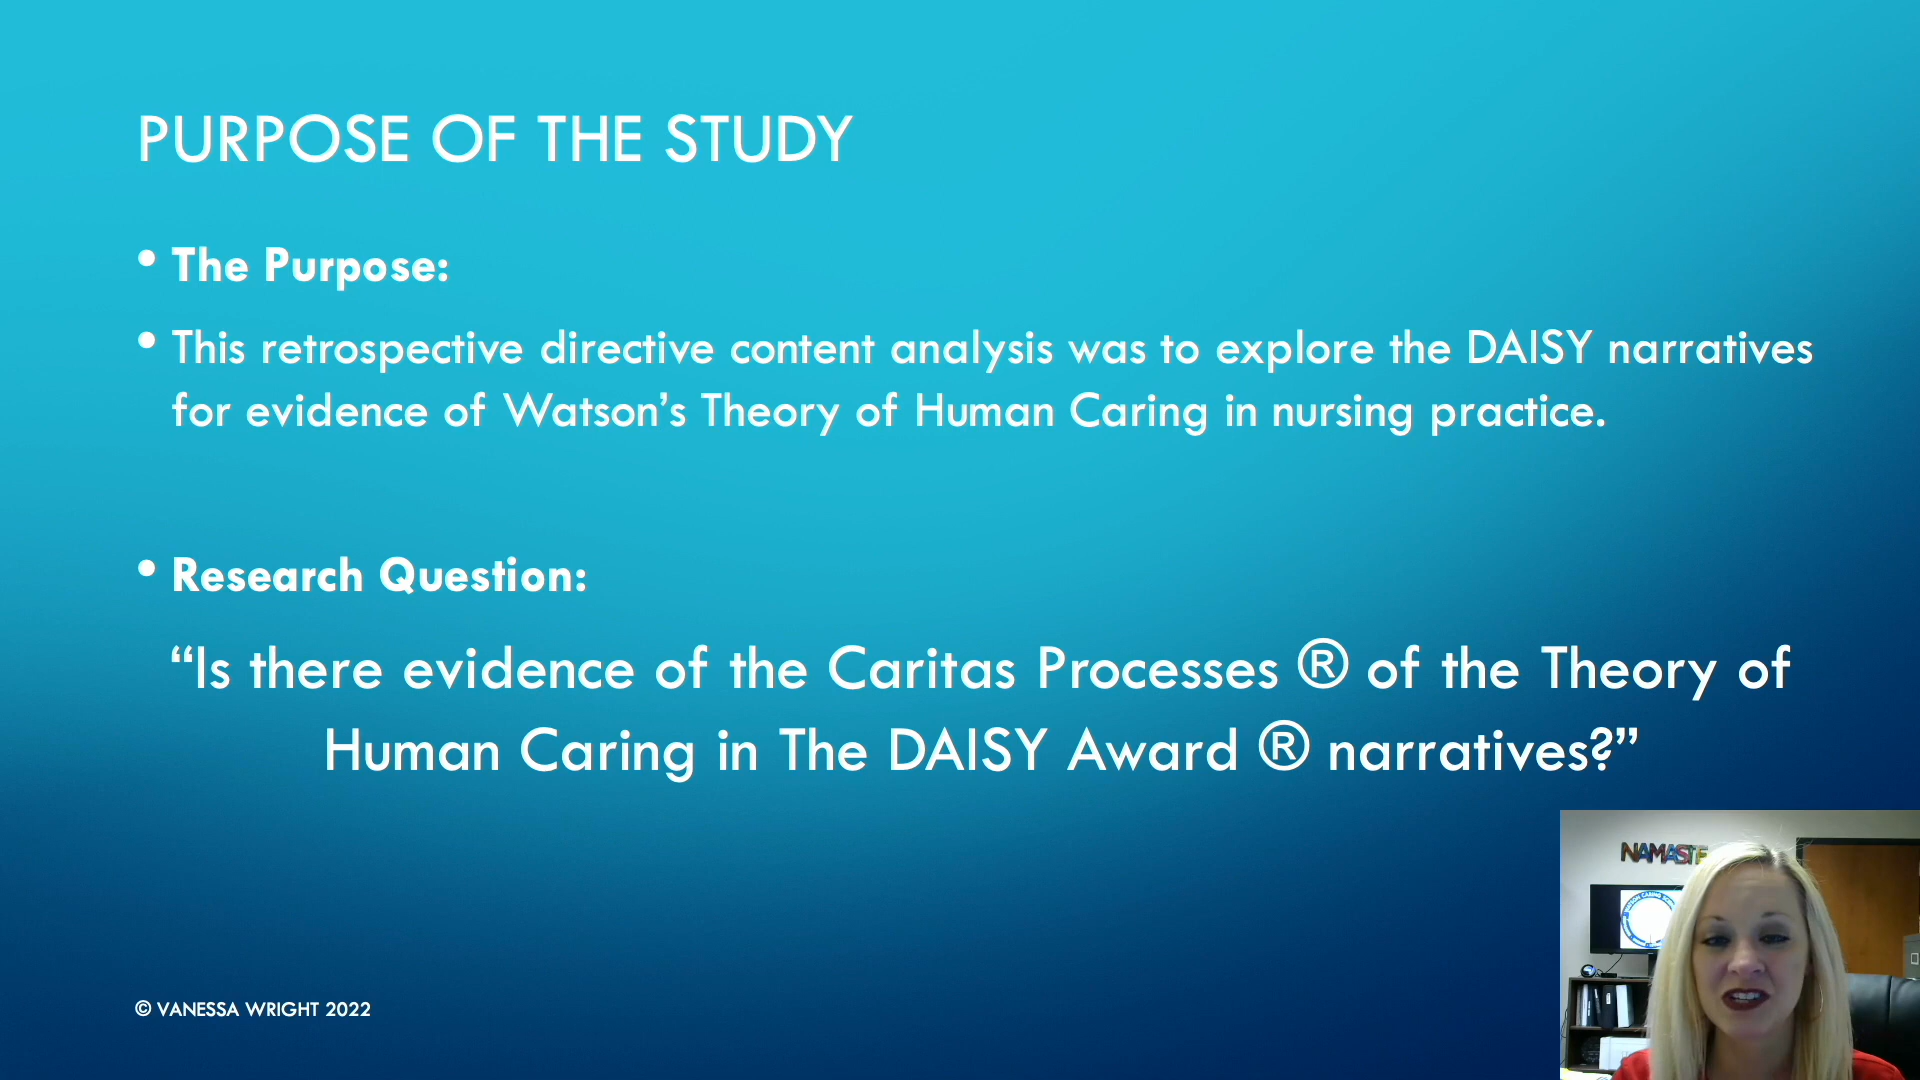 PURPOSE OF THE STUDY
• The Purpose:
• This retrospective directive content analysis was to explore the DAISY narratives
for evidence of Watson’s Theory of Human Caring in nursing practice.
• Research Question:
“Is there evidence of the Caritas Processes ® of the Theory of
Human Caring in The DAISY Award ® narratives?”
NAMASTE
© VANESSA WRIGHT 2022